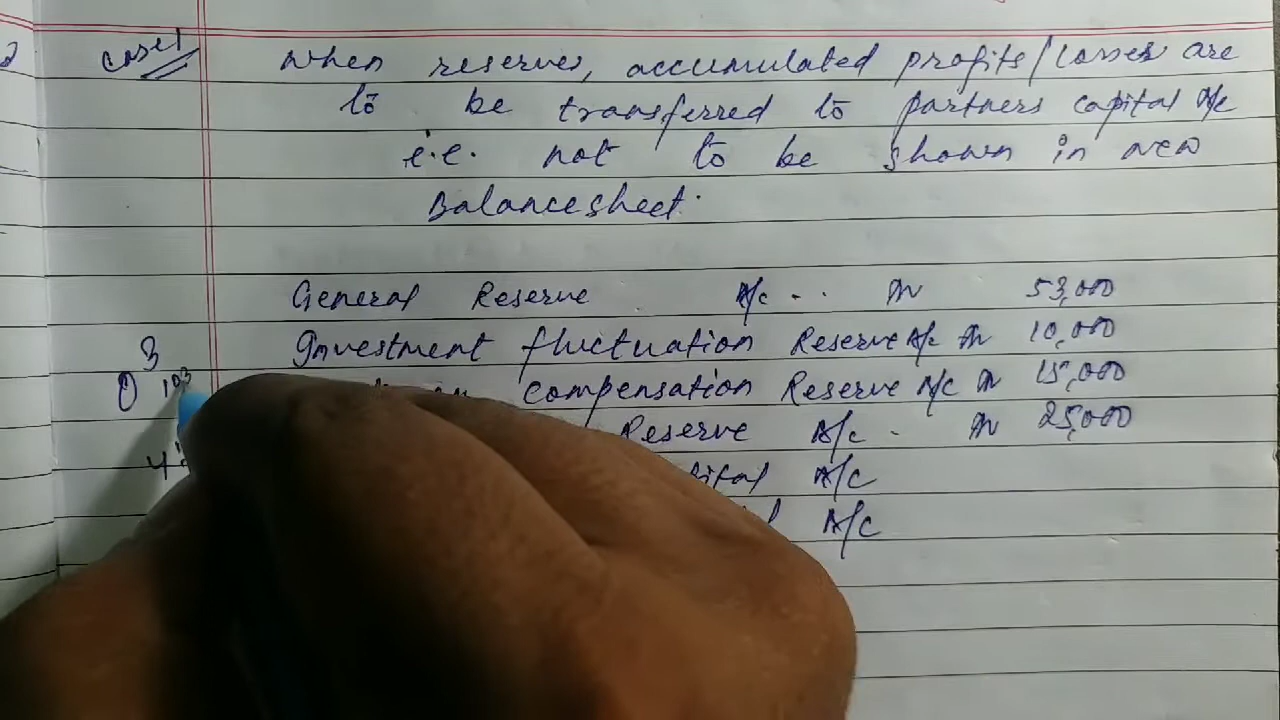 Case 1 When reserves, accumulated profits/losses are
to be transferred to partners capital A/c
i.e. not to be shown in new
Balancesheet.
General Reserve A/c .. Dr 53,000
3 Investment fluctuation Reserve A/c Dr 10,000
compensation Reserve A/c Dr 15,000
Reserve A/c . Dr 25,000
4 A/c
A/c